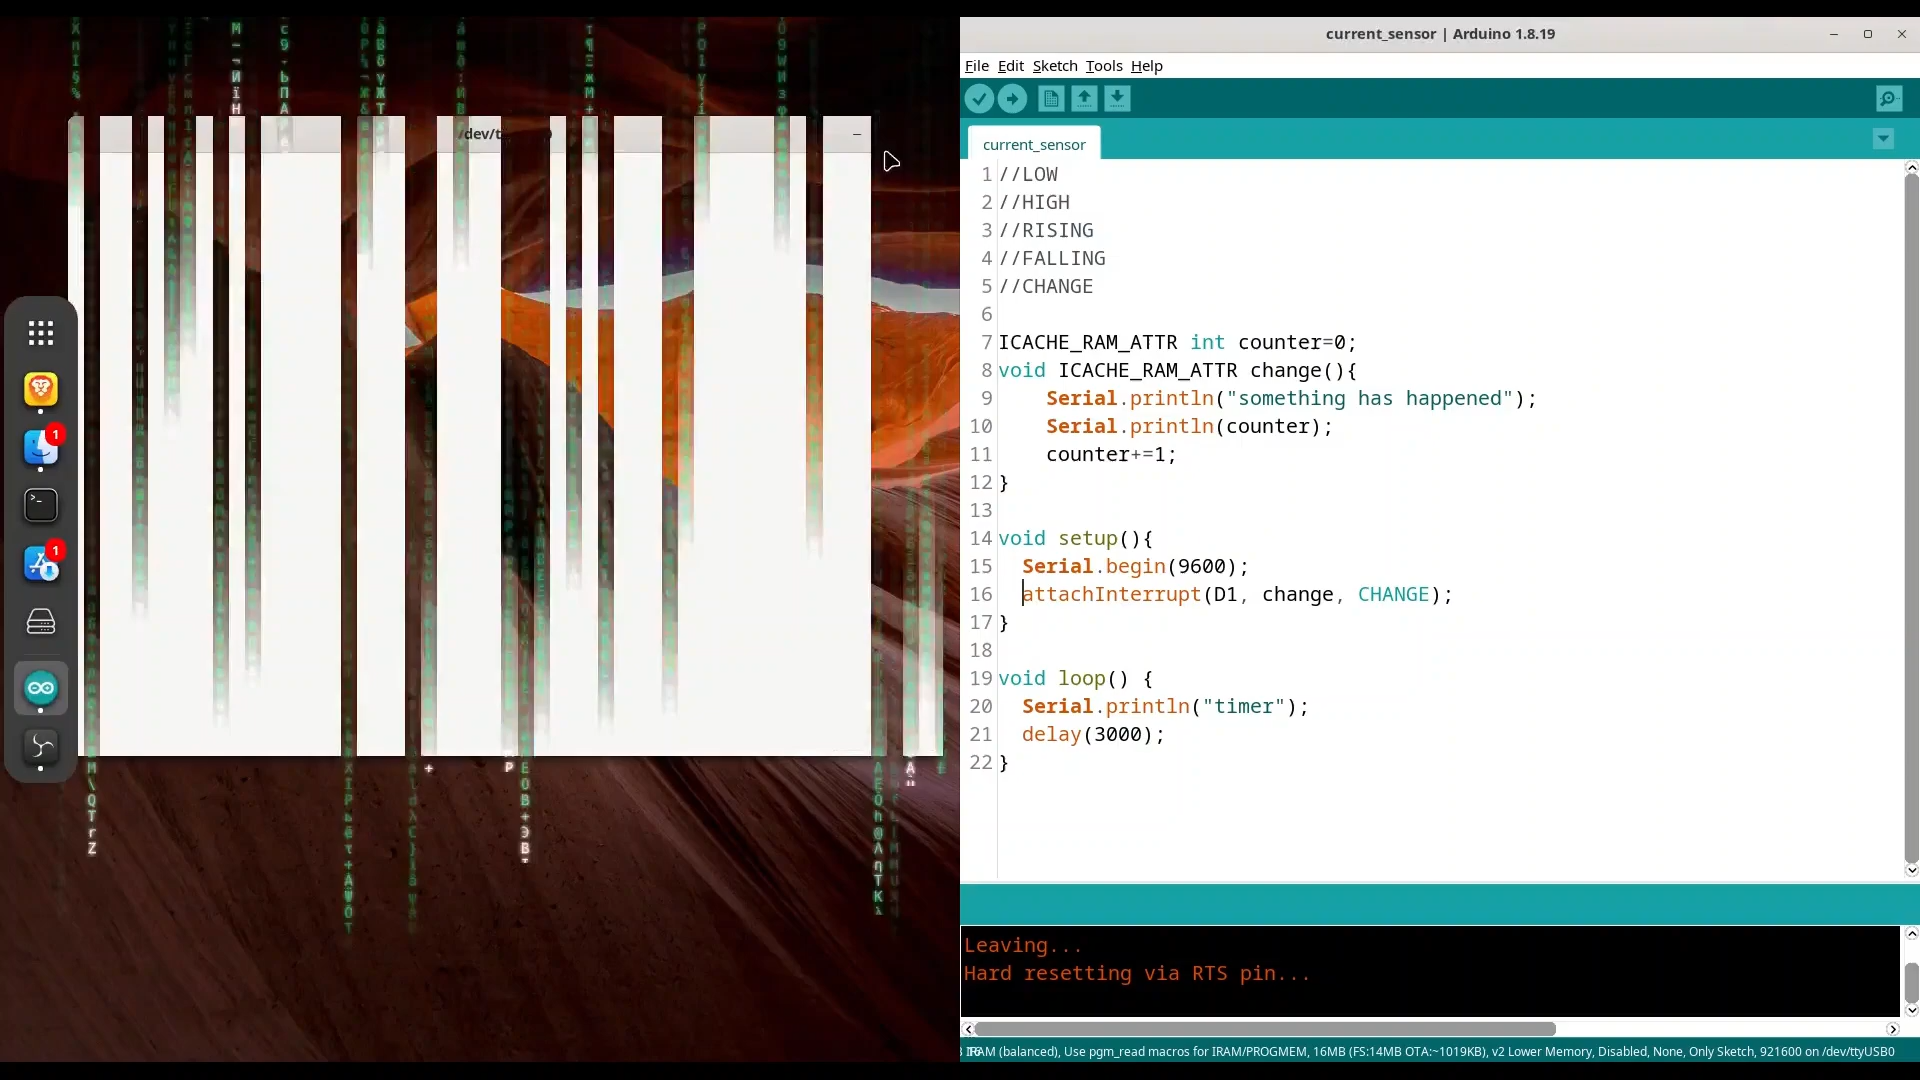 /dev/t
current_sensor | Arduino 1.8.19
File Edit Sketch Tools Help
current_sensor
1 //LOW
2 //HIGH
3 //RISING
4 //FALLING
5 //CHANGE
6
7 ICACHE_RAM_ATTR int counter=0;
8 void ICACHE_RAM_ATTR change(){
9 Serial.println("something has happened");
10 Serial.println(counter);
11 counter+=1;
12 }
13
14 void setup(){
15 Serial.begin(9600);
16 attachInterrupt(D1, change, CHANGE);
17 }
18
19 void loop() {
20 Serial.println("timer");
21 delay(3000);
22 }
1
1
Leaving...
Hard resetting via RTS pin...
IRAM (balanced), Use pgm_read macros for IRAM/PROGMEM, 16MB (FS:14MB OTA:~1019KB), v2 Lower Memory, Disabled, None, Only Sketch, 921600 on /dev/ttyUSB0